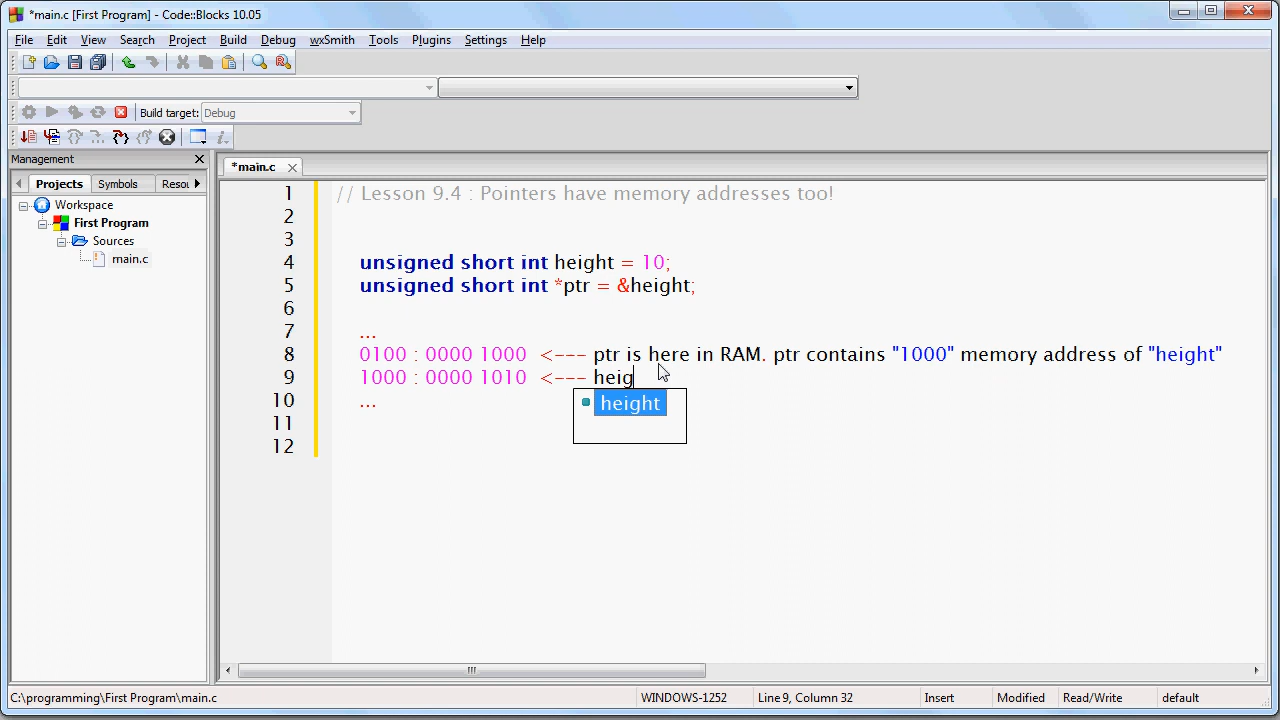 *main.c [First Program] - Code::Blocks 10.05
File Edit View Search Project Build Debug wxSmith Tools Plugins Settings Help
Build target: Debug
Management
*main.c
Projects Symbols Resou
Workspace
First Program
Sources
main.c
1 // Lesson 9.4 : Pointers have memory addresses too!
2
3
4 unsigned short int height = 10;
5 unsigned short int *ptr = &height;
6
7 ...
8 0100 : 0000 1000 <--- ptr is here in RAM. ptr contains "1000" memory address of "height"
9 1000 : 0000 1010 <--- heig
10 ...
height
11
12
C:\programming\First Program\main.c WINDOWS-1252 Line 9, Column 32 Insert Modified Read/Write default